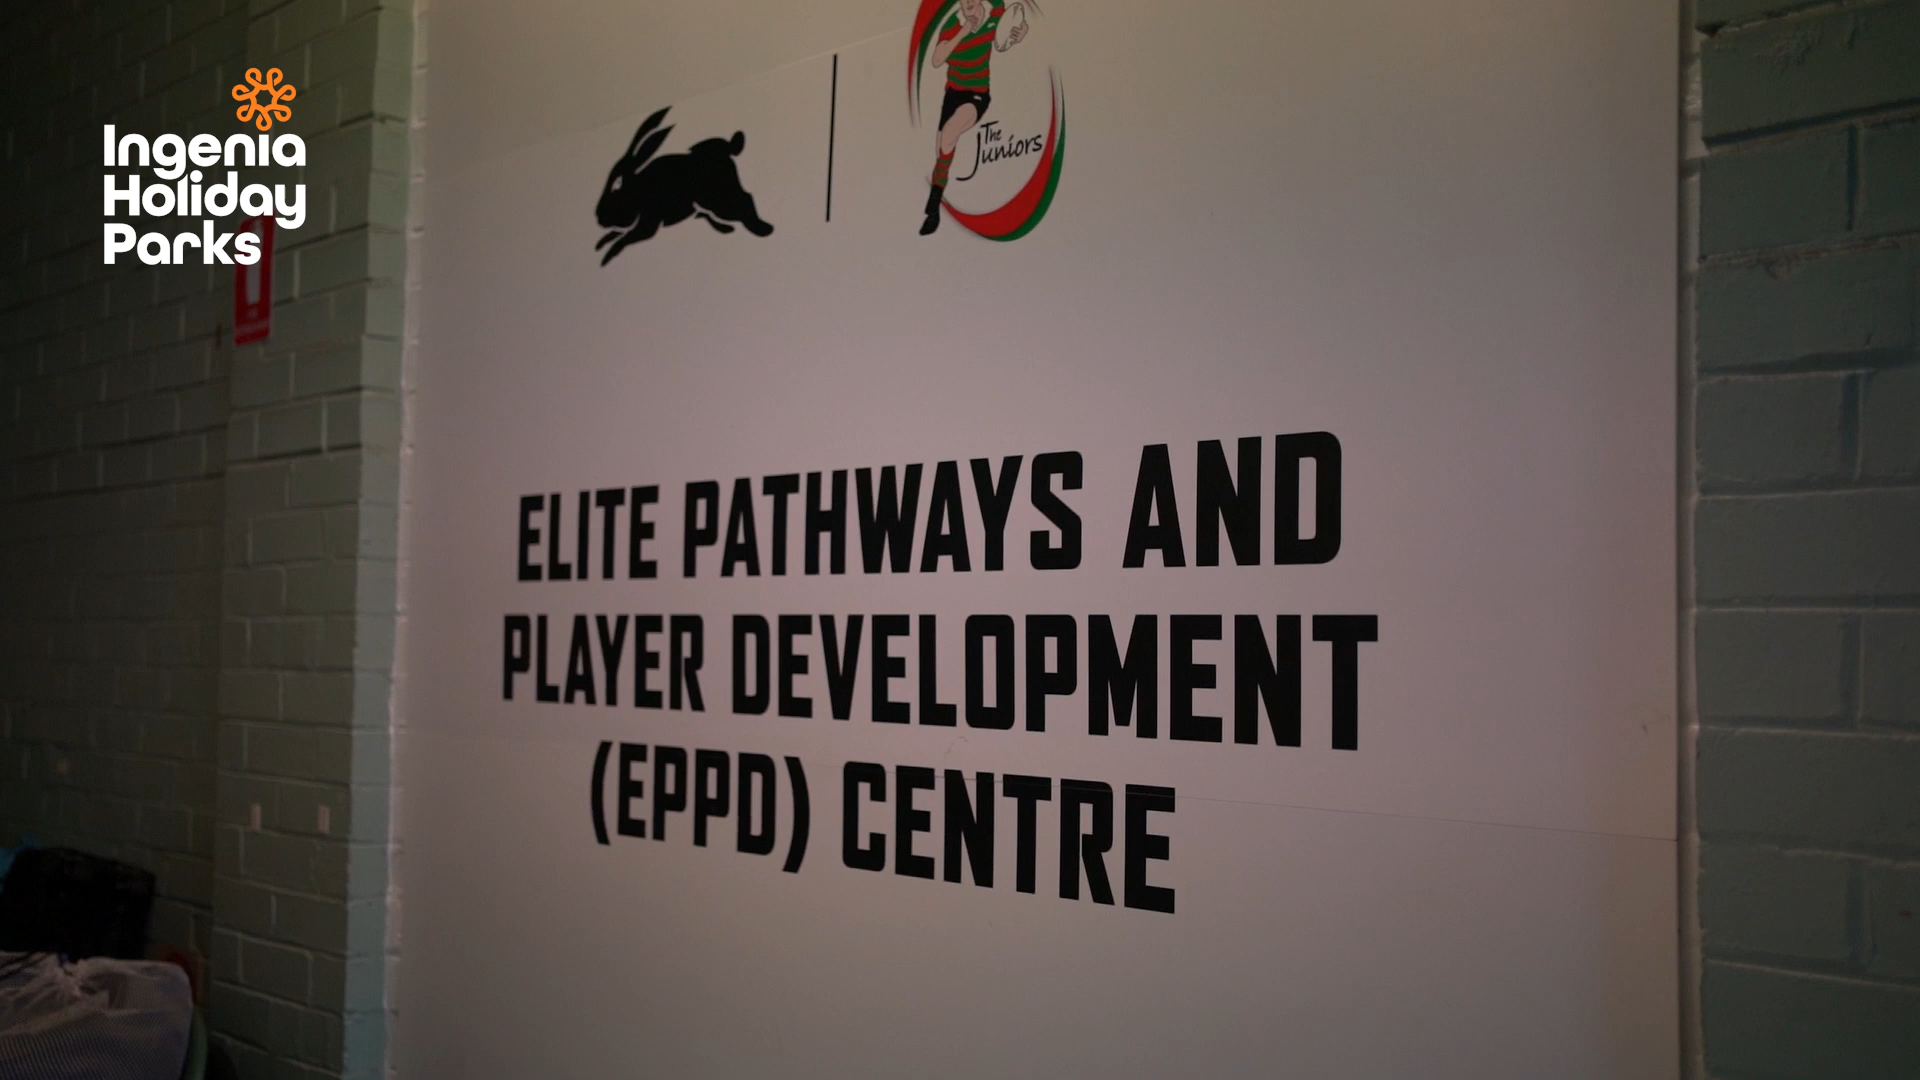 Ingenia
Holiday
Parks
The
Juniors
ELITE PATHWAYS AND
PLAYER DEVELOPMENT
(EPPD) CENTRE